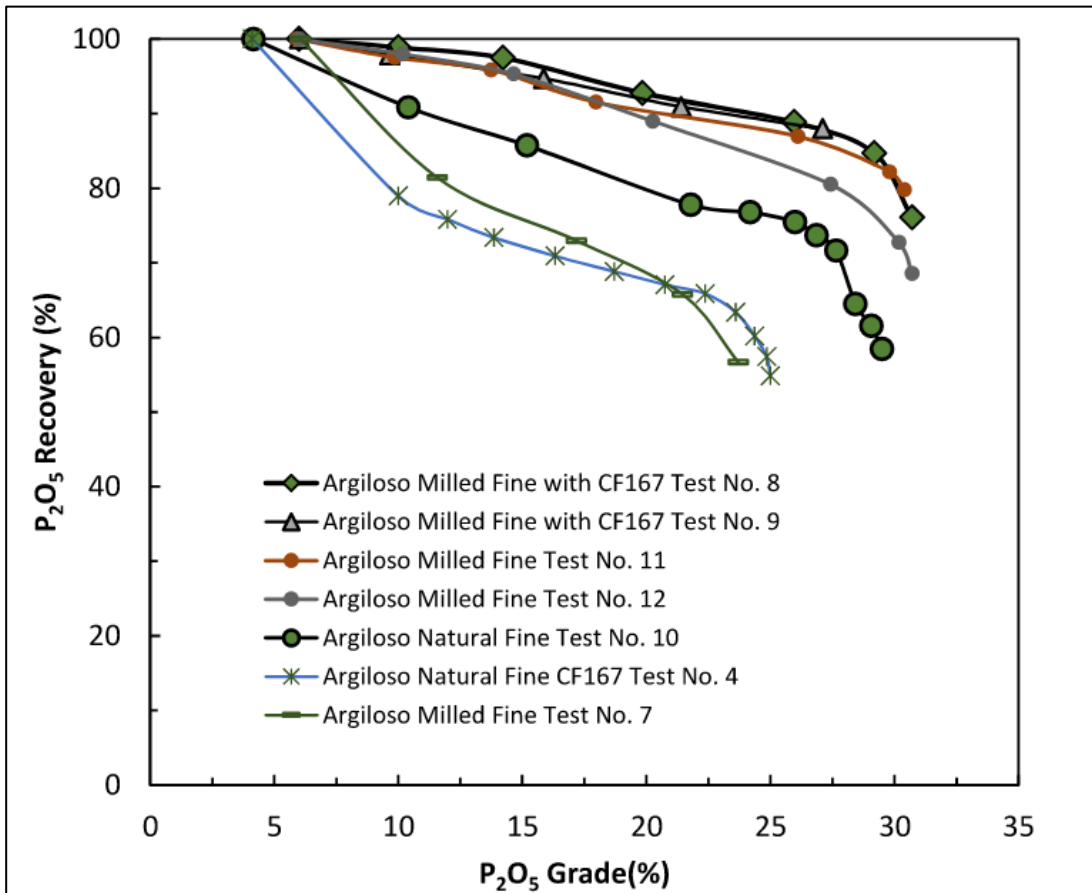 100
80
60
40
20
0
P₂O₅ Recovery (%)
Argiloso Milled Fine with CF167 Test No. 8
Argiloso Milled Fine with CF167 Test No. 9
Argiloso Milled Fine Test No. 11
Argiloso Milled Fine Test No. 12
Argiloso Natural Fine Test No. 10
Argiloso Natural Fine CF167 Test No. 4
Argiloso Milled Fine Test No. 7
0 5 10 15 20 25 30 35
P₂O₅ Grade(%)